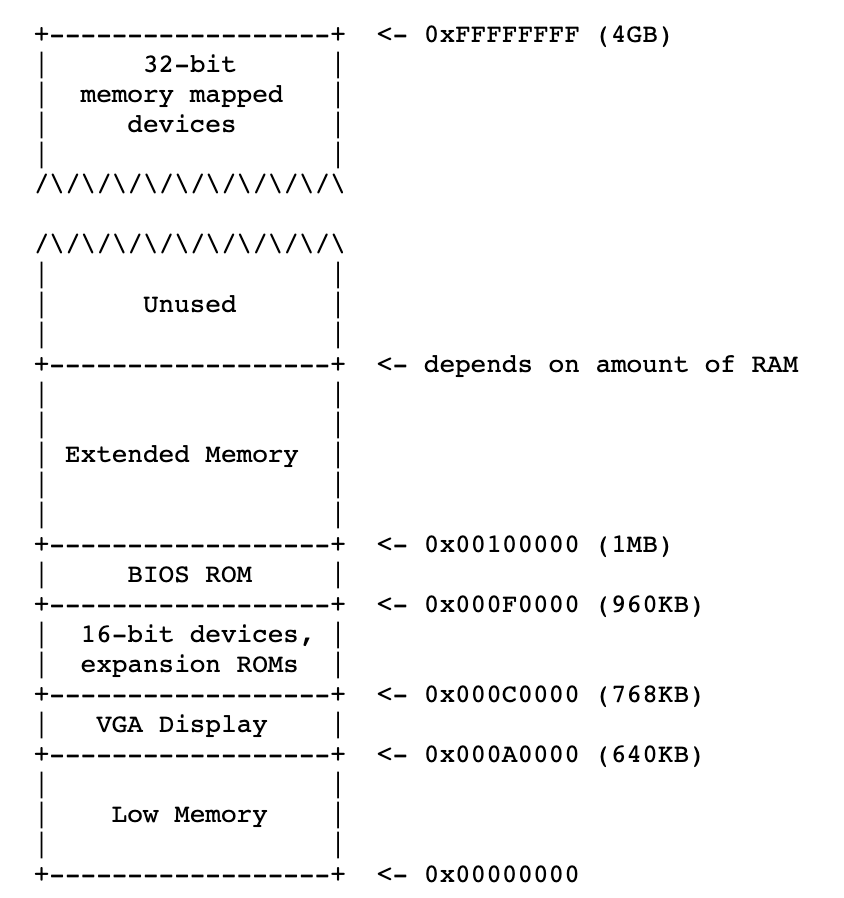 +------------------+  <- 0xFFFFFFFF (4GB)
|      32-bit      |
|  memory mapped   |
|     devices      |
|                  |
/\/\/\/\/\/\/\/\/\/\

/\/\/\/\/\/\/\/\/\/\
|                  |
|      Unused      |
|                  |
+------------------+  <- depends on amount of RAM
|                  |
|                  |
| Extended Memory  |
|                  |
|                  |
+------------------+  <- 0x00100000 (1MB)
|     BIOS ROM     |
+------------------+  <- 0x000F0000 (960KB)
|  16-bit devices, |
|  expansion ROMs  |
+------------------+  <- 0x000C0000 (768KB)
|   VGA Display    |
+------------------+  <- 0x000A0000 (640KB)
|                  |
|    Low Memory    |
|                  |
+------------------+  <- 0x00000000